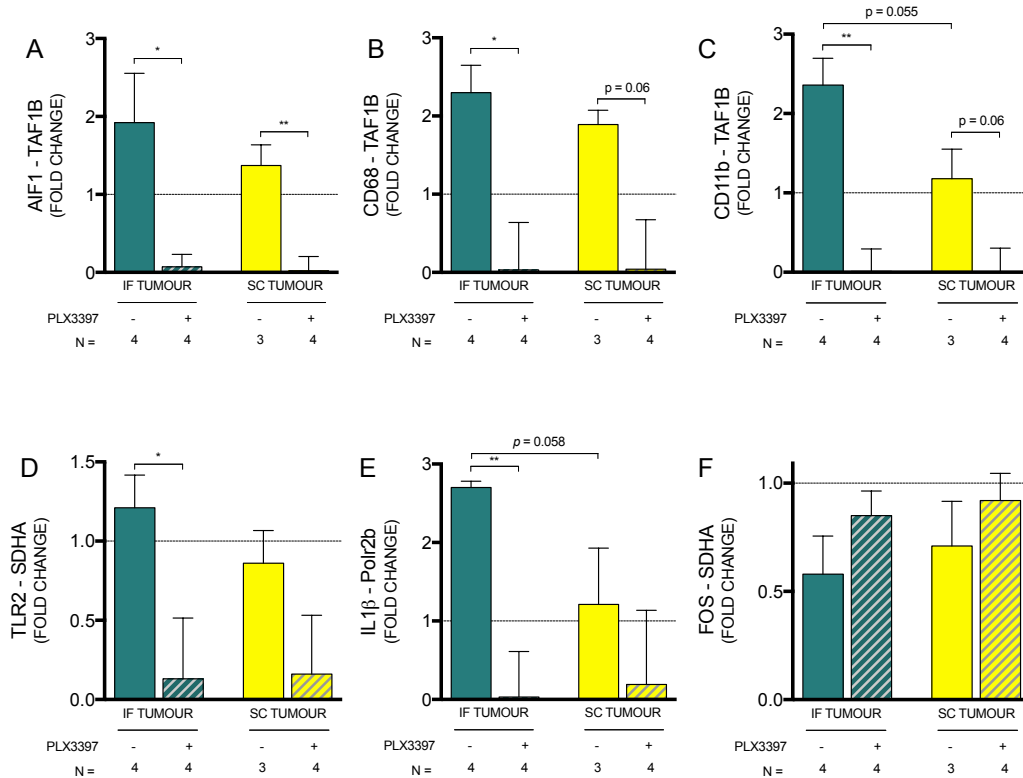 A
AIF1 - TAF1B
(FOLD CHANGE)
3
2
1
0
*
**
IF TUMOUR SC TUMOUR
PLX3397 - + - +
N = 4 4 3 4
B
CD68 - TAF1B
(FOLD CHANGE)
3
2
1
0
*
p = 0.06
IF TUMOUR SC TUMOUR
PLX3397 - + - +
N = 4 4 3 4
C
CD11b - TAF1B
(FOLD CHANGE)
3
2
1
0
p = 0.055
**
p = 0.06
IF TUMOUR SC TUMOUR
PLX3397 - + - +
N = 4 4 3 4
D
TLR2 - SDHA
(FOLD CHANGE)
1.5
1.0
0.5
0.0
*
IF TUMOUR SC TUMOUR
PLX3397 - + - +
N = 4 4 3 4
E
IL1β - Polr2b
(FOLD CHANGE)
3
2
1
0
p = 0.058
**
IF TUMOUR SC TUMOUR
PLX3397 - + - +
N = 4 4 3 4
F
FOS - SDHA
(FOLD CHANGE)
1.0
0.5
0.0
IF TUMOUR SC TUMOUR
PLX3397 - + - +
N = 4 4 3 4